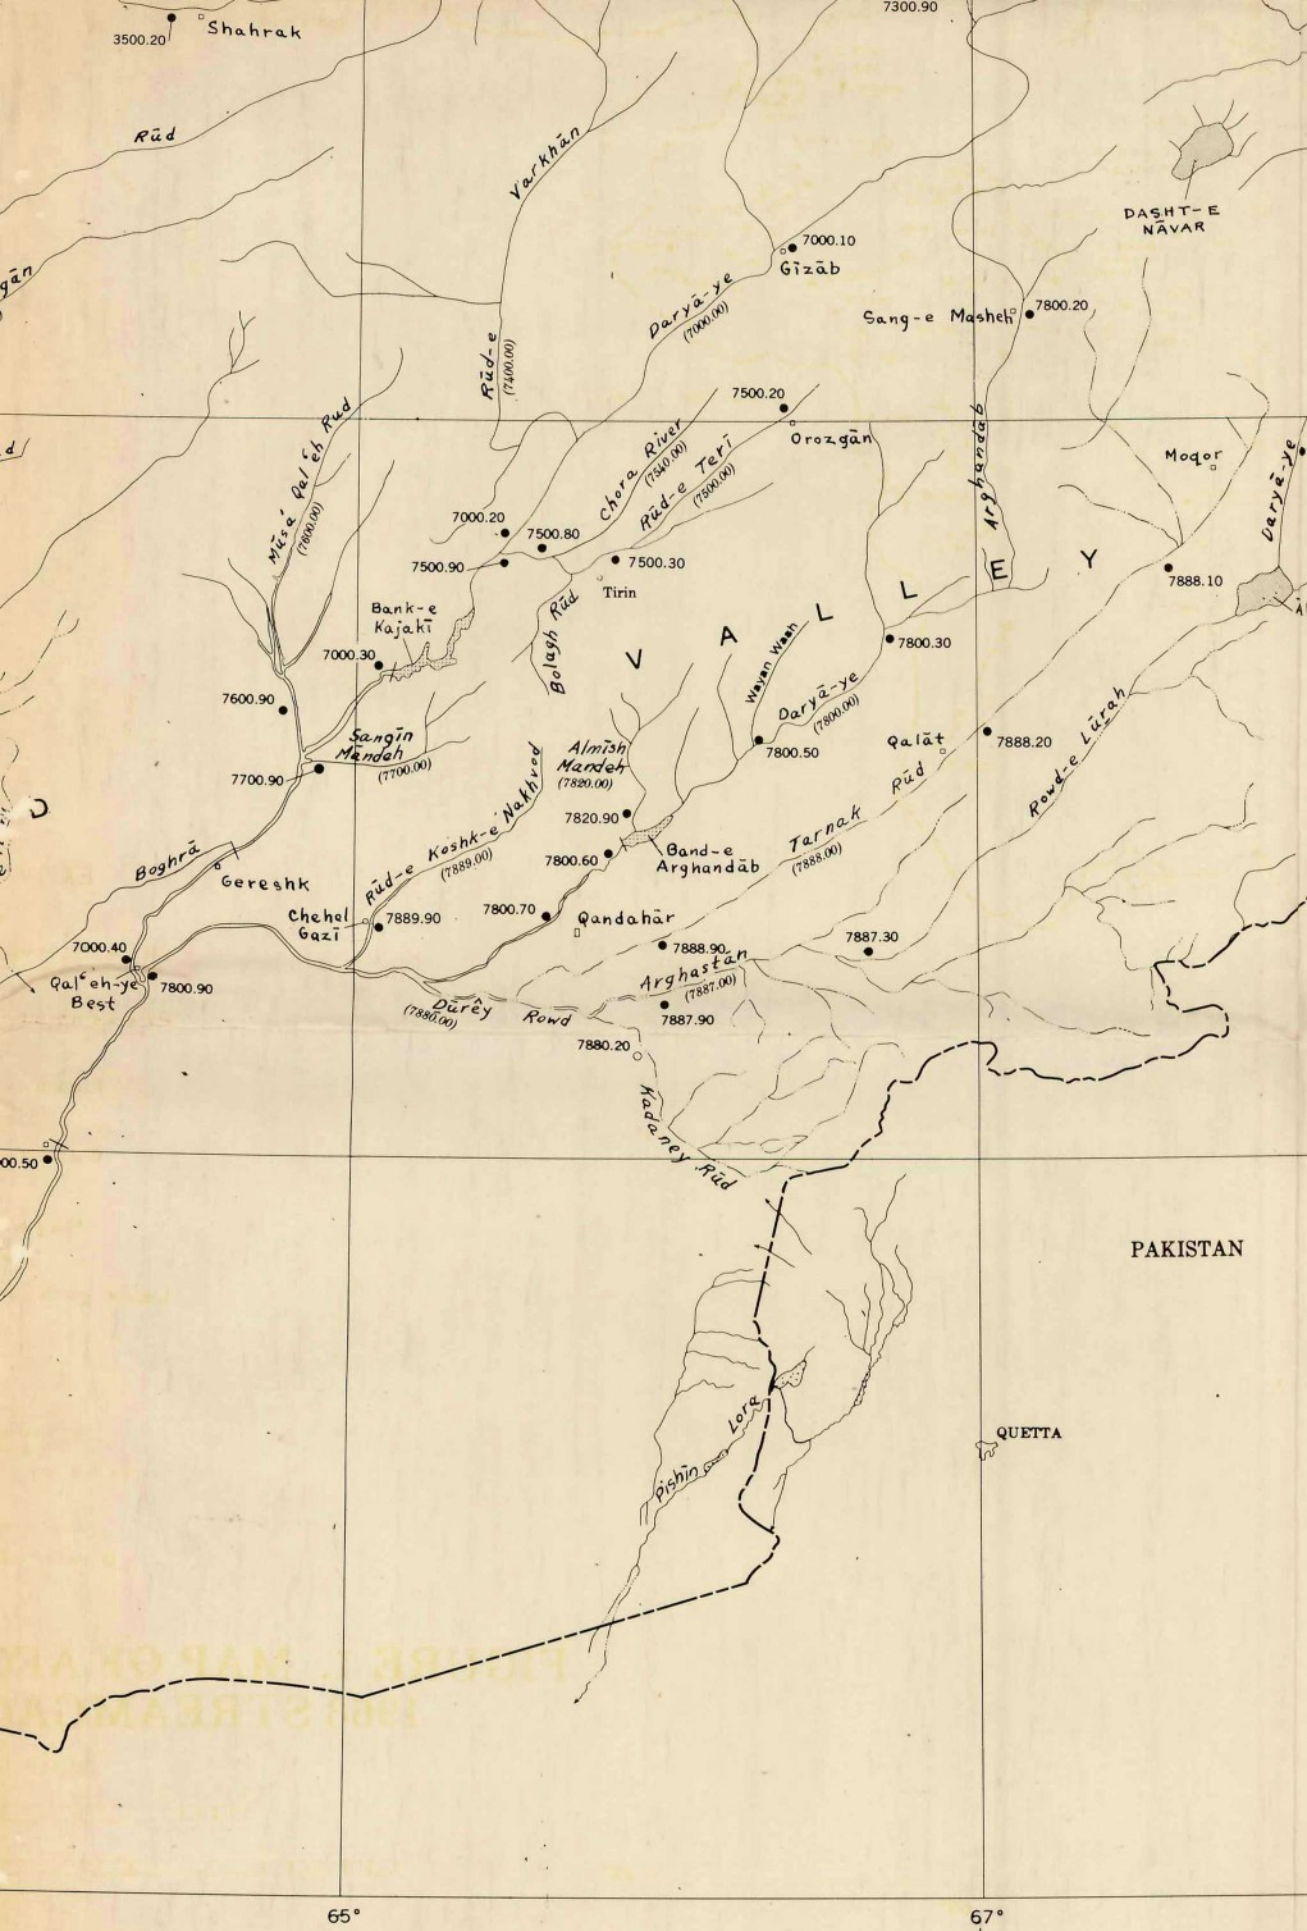 7300.90
3500.20
Shahrak
Rūd
Varkhān
DASHT-E
NĀVAR
7000.10
Gīzāb
gān
Daryā-ye
(7000.00)
Sang-e Masheh
7800.20
Rūd-e
(7400.00)
7500.20
Orozgān
Mūsá Qal'eh Rud
(7600.00)
Chora River
(7540.00)
Rūd-e Terī
(7500.00)
Arghandāb
Moqor
Daryā-ye
d
7000.20
7500.80
7500.90
7500.30
Tirin
Bolagh Rūd
E Y
7888.10
Bank-e
Kajakī
7000.30
V A L L
7800.30
Wayan Wash
Daryā-ye
(7800.00)
7600.90
Sangīn
Mandeh
(7700.00)
7700.90
Almīsh
Mandeh
(7820.00)
7800.50
Qalāt
7888.20
Rowd-e Lūrah
Rūd-e Koshk-e Nakhvod
(7889.00)
7820.90
7800.60
Band-e
Arghandāb
Tarnak Rūd
(7888.00)
Boghrā
Gereshk
Chehel
Gazī
7889.90
7800.70
Qandahār
7888.90
7887.30
7000.40
Qal'eh-ye
Best
7800.90
Arghastān
(7887.00)
7887.90
Dūrêy Rowd
(7880.00)
7880.20
Kadaney Rūd
00.50
PAKISTAN
Lora
Pishīn
QUETTA
65°
67°